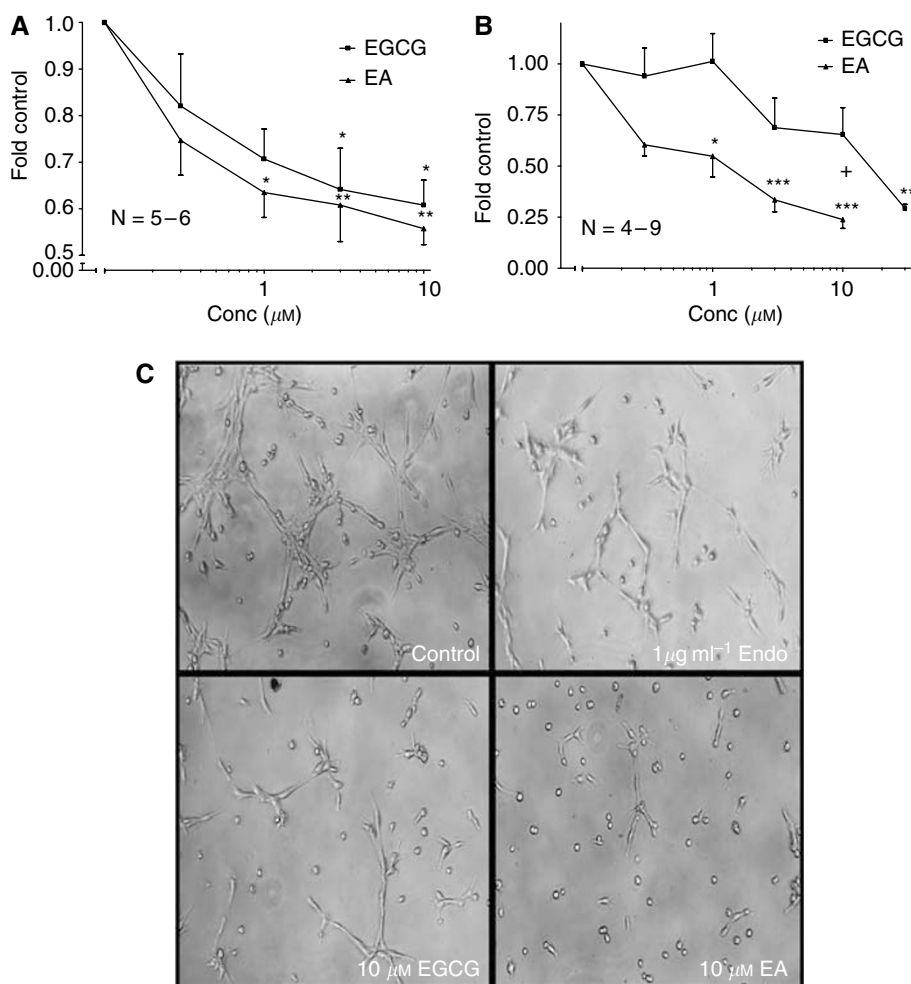 A
EGCG
EA
Fold control
1.0
0.9
0.8
0.7
0.6
0.5
0.00
*
*
*
**
**
N = 5–6
1
10
Conc (μM)
B
EGCG
EA
Fold control
1.00
0.75
0.50
0.25
0.00
*
***
+
***
**
N = 4–9
1
10
Conc (μM)
C
Control
1 μg ml⁻¹ Endo
10 μM EGCG
10 μM EA